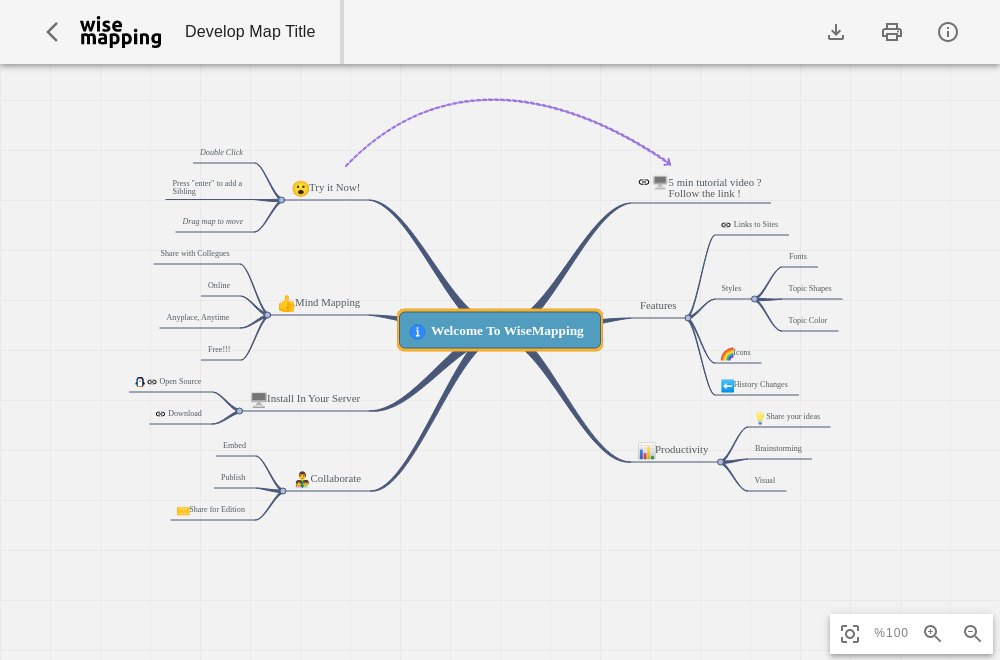 wise
mapping
Develop Map Title
Double Click
Try it Now!
Press "enter" to add a
Sibling
Drag map to move
Share with Collegues
Online
Mind Mapping
Anyplace, Anytime
Free!!!
Open Source
Install In Your Server
Download
Embed
Publish
Collaborate
Share for Edition
Welcome To WiseMapping
5 min tutorial video ?
Follow the link !
Links to Sites
Fonts
Features
Styles
Topic Shapes
Topic Color
Icons
History Changes
Share your ideas
Productivity
Brainstorming
Visual
%100